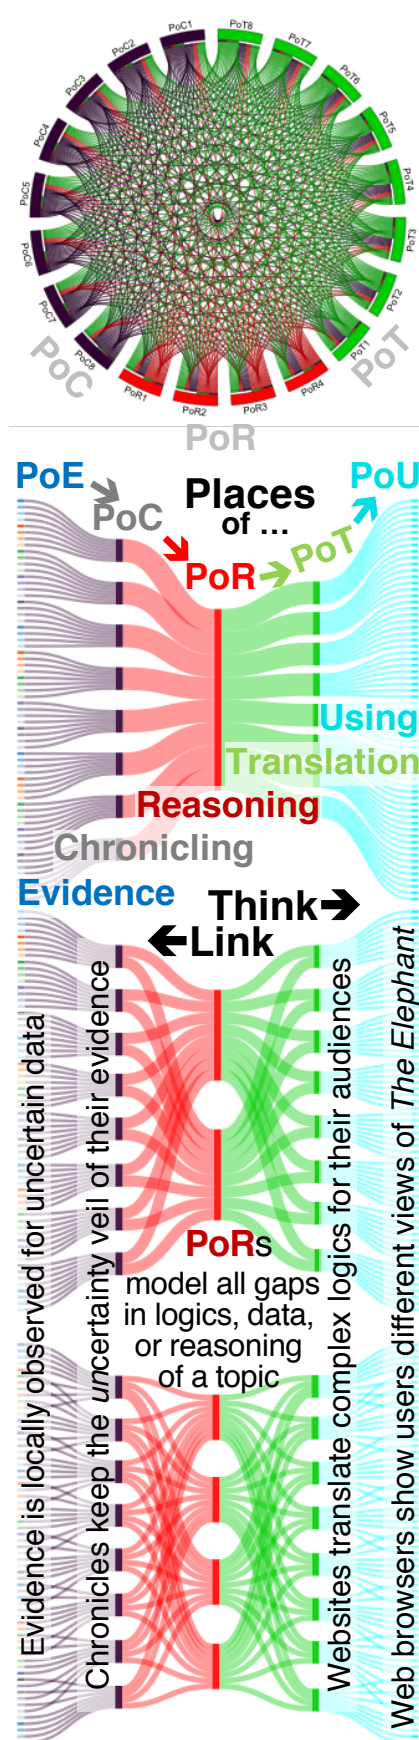 PoC1
PoT8
PoC2
PoT7
PoC3
PoT6
PoC4
PoT5
PoC5
PoT4
PoC6
PoT3
PoC7
PoT2
PoC8
PoT1
PoR1
PoR2
PoR3
PoR4
PoC
PoT
PoR
PoE
PoU
PoC
Places
of ...
PoR
PoT
Using
Translation
Reasoning
Chronicling
Evidence
Think
Link
PoRs
model all gaps
in logics, data,
or reasoning
of a topic
Evidence is locally observed for uncertain data
Chronicles keep the uncertainty veil of their evidence
Websites translate complex logics for their audiences
Web browsers show users different views of The Elephant